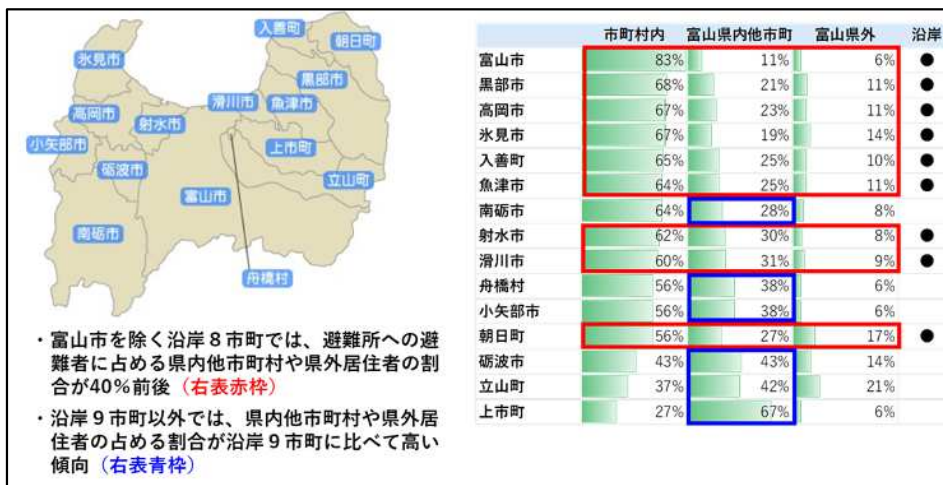 入善町
朝日町
氷見市
黒部市
滑川市
魚津市
高岡市
射水市
小矢部市
上市町
砺波市
立山町
富山市
南砺市
舟橋村
・富山市を除く沿岸8市町では、避難所への避
難者に占める県内他市町村や県外居住者の割
合が40%前後(右表赤枠)
・沿岸9市町以外では、県内他市町村や県外居
住者の占める割合が沿岸9市町に比べて高い
傾向(右表青枠)
市町村内 富山県内他市町 富山県外 沿岸
富山市 83% 11% 6% ●
黒部市 68% 21% 11% ●
高岡市 67% 23% 11% ●
氷見市 67% 19% 14% ●
入善町 65% 25% 10% ●
魚津市 64% 25% 11% ●
南砺市 64% 28% 8%
射水市 62% 30% 8% ●
滑川市 60% 31% 9% ●
舟橋村 56% 38% 6%
小矢部市 56% 38% 6%
朝日町 56% 27% 17% ●
砺波市 43% 43% 14%
立山町 37% 42% 21%
上市町 27% 67% 6%